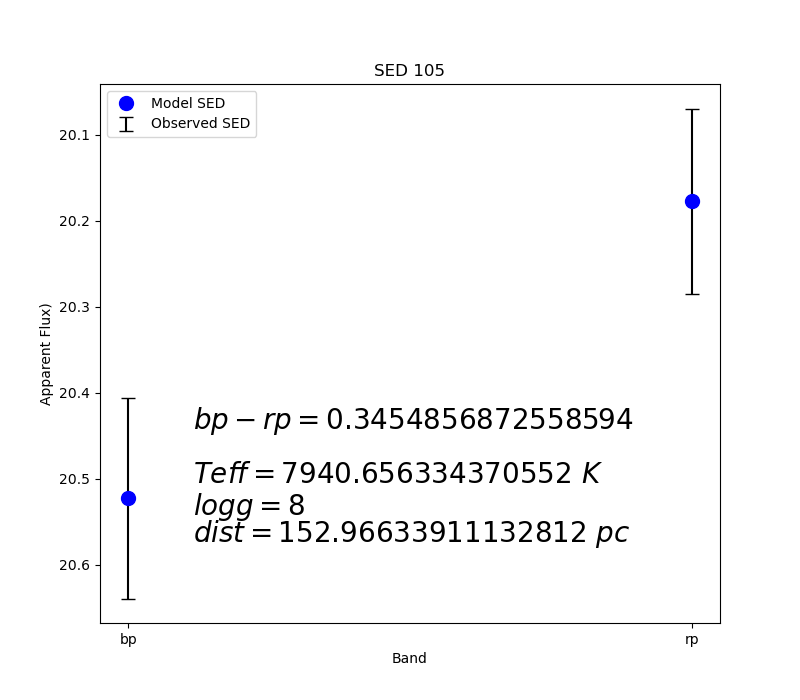 SED 105
Model SED
Observed SED
20.1
20.2
20.3
20.4
20.5
20.6
Apparent Flux)
bp − rp = 0.3454856872558594
Teff = 7940.656334370552 K
logg = 8
dist = 152.96633911132812 pc
bp
rp
Band